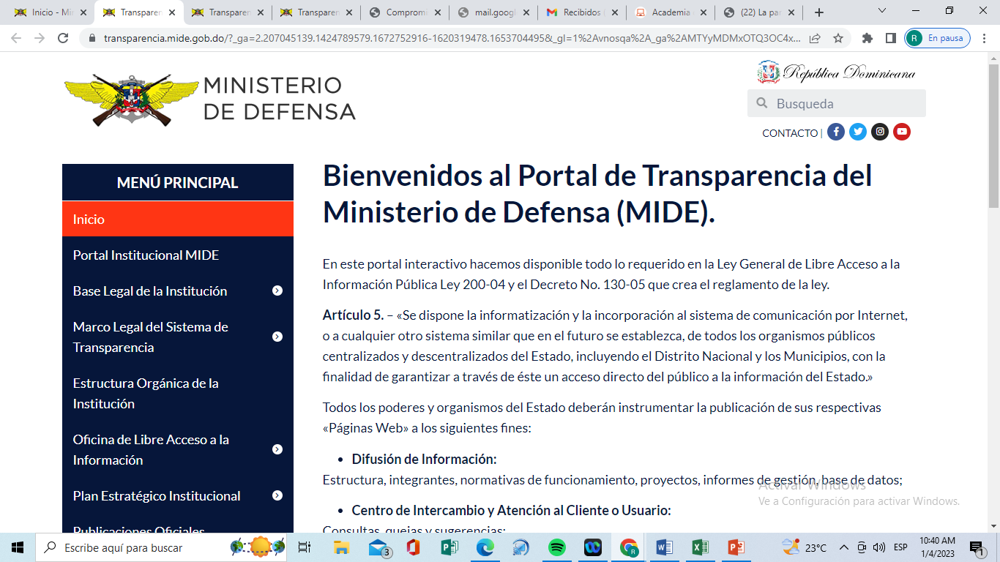 Inicio - Mi
Transparen
Transparen
Transparen
Compromi
mail.googl
Recibidos
Academia
(22) La pa
transparencia.mide.gob.do/?_ga=2.207045139.1424789579.1672752916-1620319478.1653704495&_gl=1%2Avnosqa%2A_ga%2AMTYyMDMxOTQ3OC4x...
R
En pausa
MINISTERIO
DE DEFENSA
República Dominicana
Busqueda
CONTACTO |
MENÚ PRINCIPAL
Inicio
Portal Institucional MIDE
Base Legal de la Institución
Marco Legal del Sistema de
Transparencia
Estructura Orgánica de la
Institución
Oficina de Libre Acceso a la
Información
Plan Estratégico Institucional
Publicaciones Oficiales
Bienvenidos al Portal de Transparencia del
Ministerio de Defensa (MIDE).
En este portal interactivo hacemos disponible todo lo requerido en la Ley General de Libre Acceso a la
Información Pública Ley 200-04 y el Decreto No. 130-05 que crea el reglamento de la ley.
Artículo 5. – «Se dispone la informatización y la incorporación al sistema de comunicación por Internet,
o a cualquier otro sistema similar que en el futuro se establezca, de todos los organismos públicos
centralizados y descentralizados del Estado, incluyendo el Distrito Nacional y los Municipios, con la
finalidad de garantizar a través de éste un acceso directo del público a la información del Estado.»
Todos los poderes y organismos del Estado deberán instrumentar la publicación de sus respectivas
«Páginas Web» a los siguientes fines:
• Difusión de Información:
Estructura, integrantes, normativas de funcionamiento, proyectos, informes de gestión, base de datos;
• Centro de Intercambio y Atención al Cliente o Usuario:
Consultas, quejas y sugerencias;
Activar Windows
Ve a Configuración para activar Windows.
Escribe aquí para buscar
3
23°C
ESP
10:40 AM
1/4/2023
1